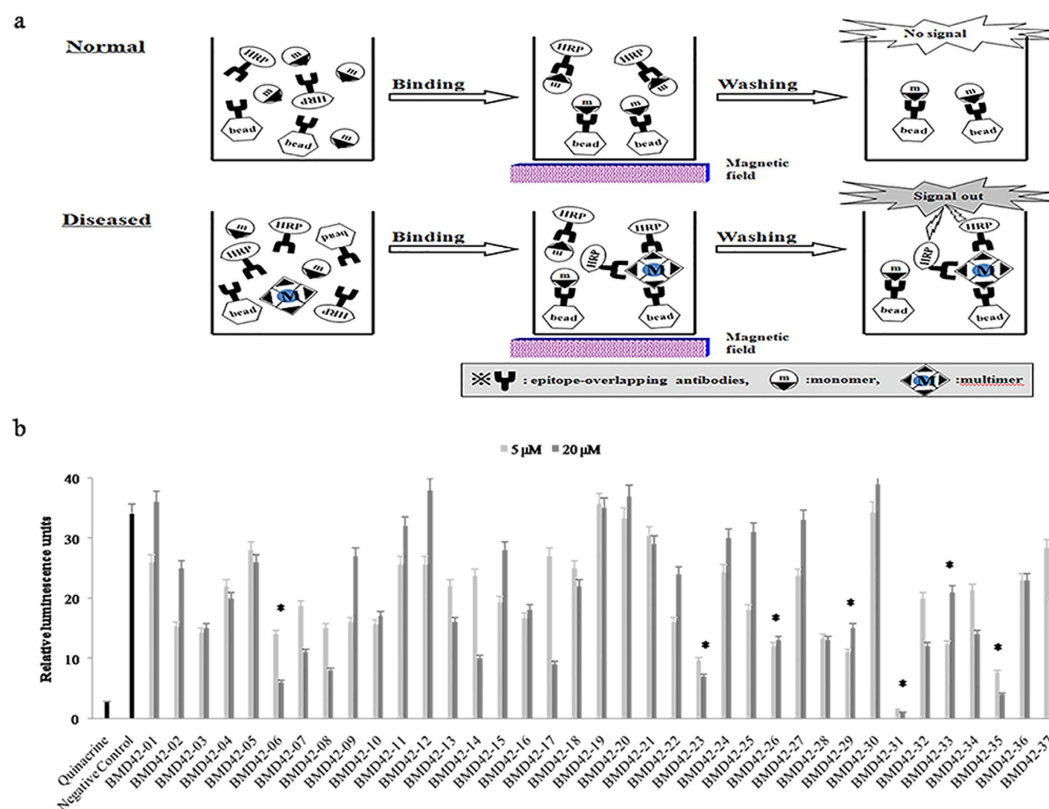 a
Normal
HRP
m
m
m
HRP
m
bead
bead
m
Binding
HRP
m
HRP
m
m
m
bead
bead
Washing
No signal
m
m
bead
bead
Magnetic
field
Diseased
m
HRP
bead
HRP
m
M
bead
HRP
Binding
HRP
m
HRP
HRP
m
M
bead
bead
Washing
Signal out
HRP
HRP
m
M
bead
bead
Magnetic
field
※ : epitope-overlapping antibodies, m :monomer, M :multimer
b
5 µM 20 µM
Relative luminescence units
40
30
20
10
0
* * * * * * *
Quinacrine
Negative Control
BMD42-01
BMD42-02
BMD42-03
BMD42-04
BMD42-05
BMD42-06
BMD42-07
BMD42-08
BMD42-09
BMD42-10
BMD42-11
BMD42-12
BMD42-13
BMD42-14
BMD42-15
BMD42-16
BMD42-17
BMD42-18
BMD42-19
BMD42-20
BMD42-21
BMD42-22
BMD42-23
BMD42-24
BMD42-25
BMD42-26
BMD42-27
BMD42-28
BMD42-29
BMD42-30
BMD42-31
BMD42-32
BMD42-33
BMD42-34
BMD42-35
BMD42-36
BMD42-37